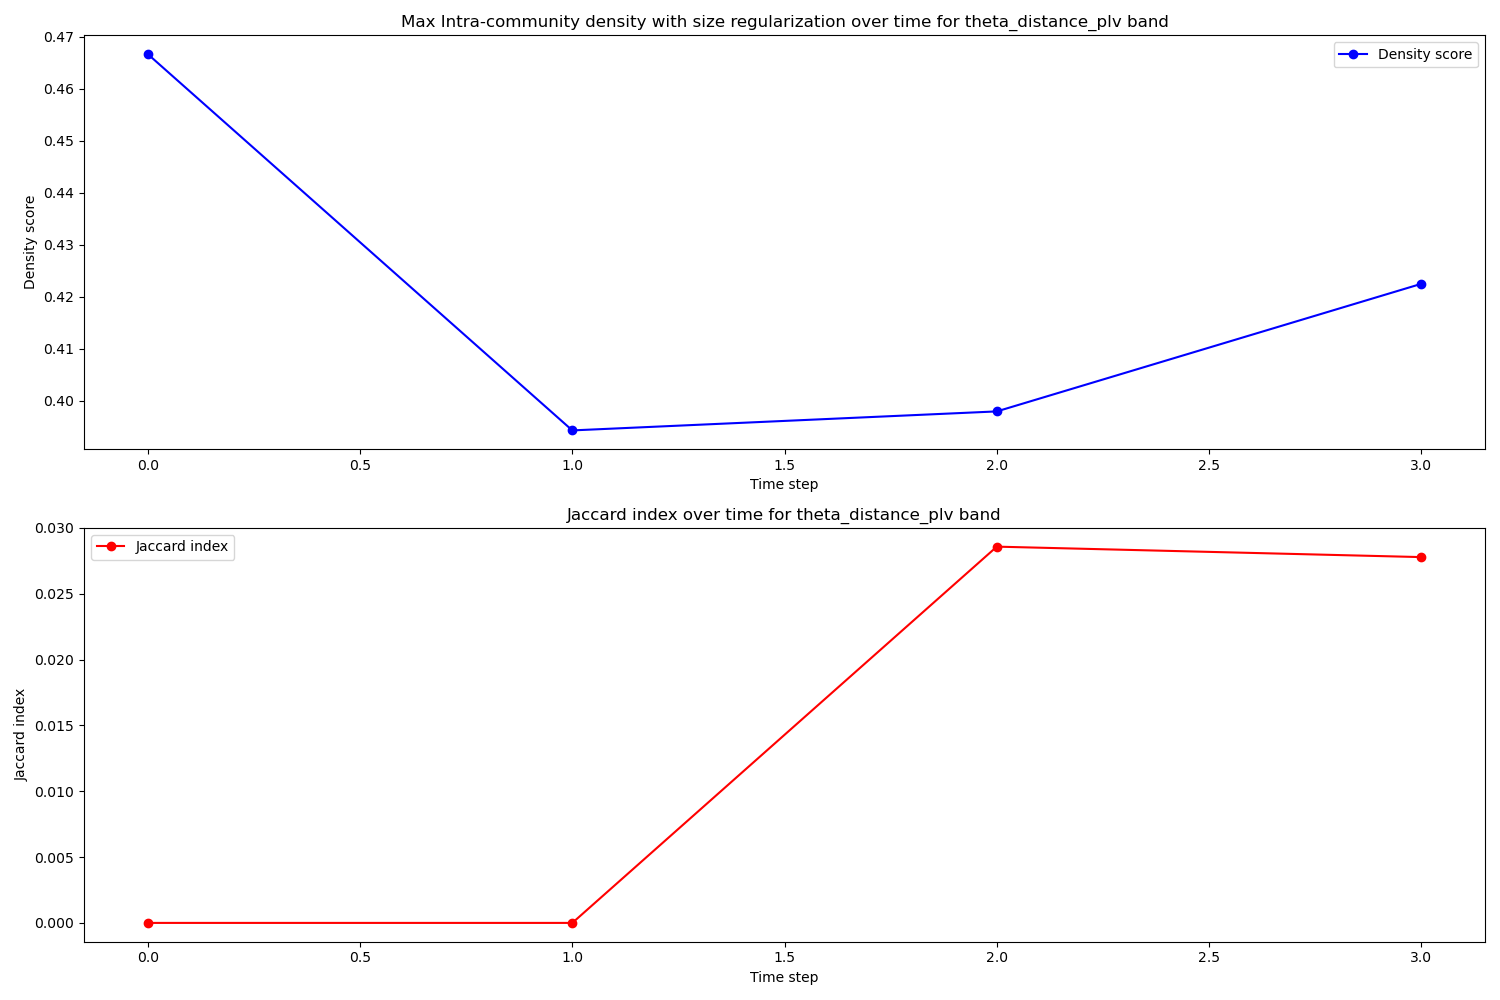 Max Intra-community density with size regularization over time for theta_distance_plv band
0.47
0.46
0.45
0.44
0.43
0.42
0.41
0.40
Density score
Density score
0.0 0.5 1.0 1.5 2.0 2.5 3.0
Time step
Jaccard index over time for theta_distance_plv band
0.030
0.025
0.020
0.015
0.010
0.005
0.000
Jaccard index
Jaccard index
0.0 0.5 1.0 1.5 2.0 2.5 3.0
Time step